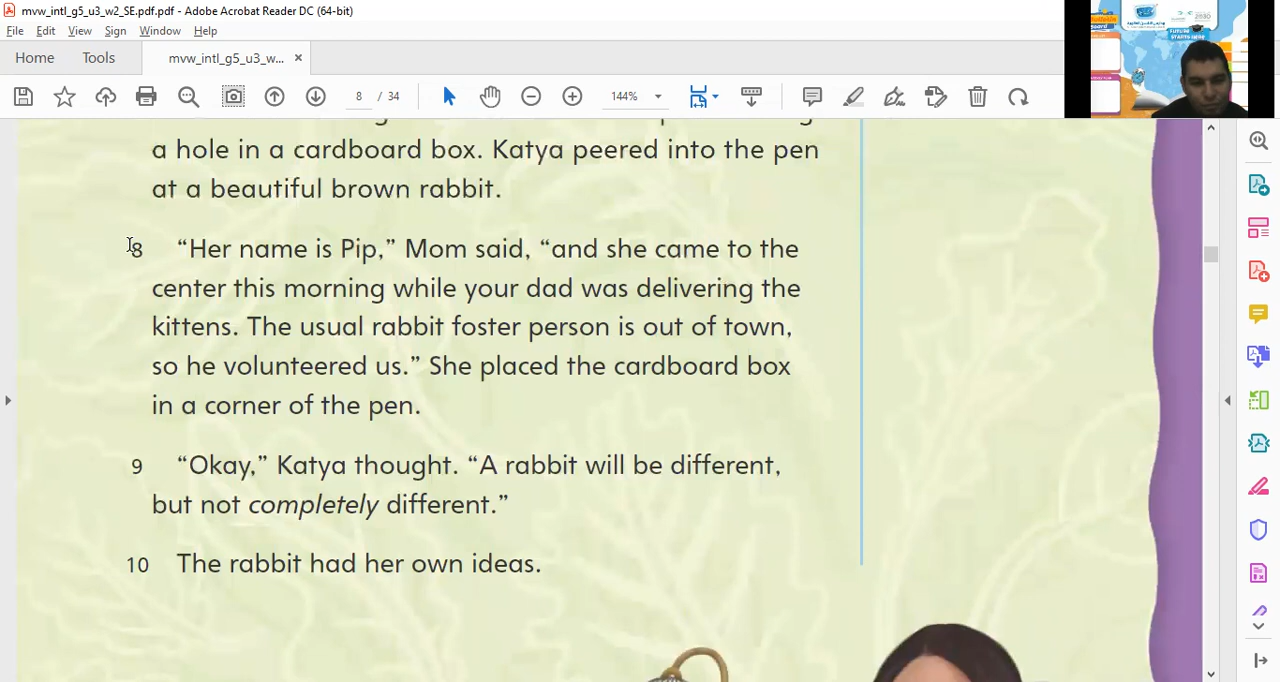 mvw_intl_g5_u3_w2_SE.pdf.pdf - Adobe Acrobat Reader DC (64-bit)
File Edit View Sign Window Help
Home Tools mvw_intl_g5_u3_w... ×
8 / 34 144%
a hole in a cardboard box. Katya peered into the pen
at a beautiful brown rabbit.
8 “Her name is Pip,” Mom said, “and she came to the
center this morning while your dad was delivering the
kittens. The usual rabbit foster person is out of town,
so he volunteered us.” She placed the cardboard box
in a corner of the pen.
9 “Okay,” Katya thought. “A rabbit will be different,
but not completely different.”
10 The rabbit had her own ideas.
FUTURE
STARTS HERE